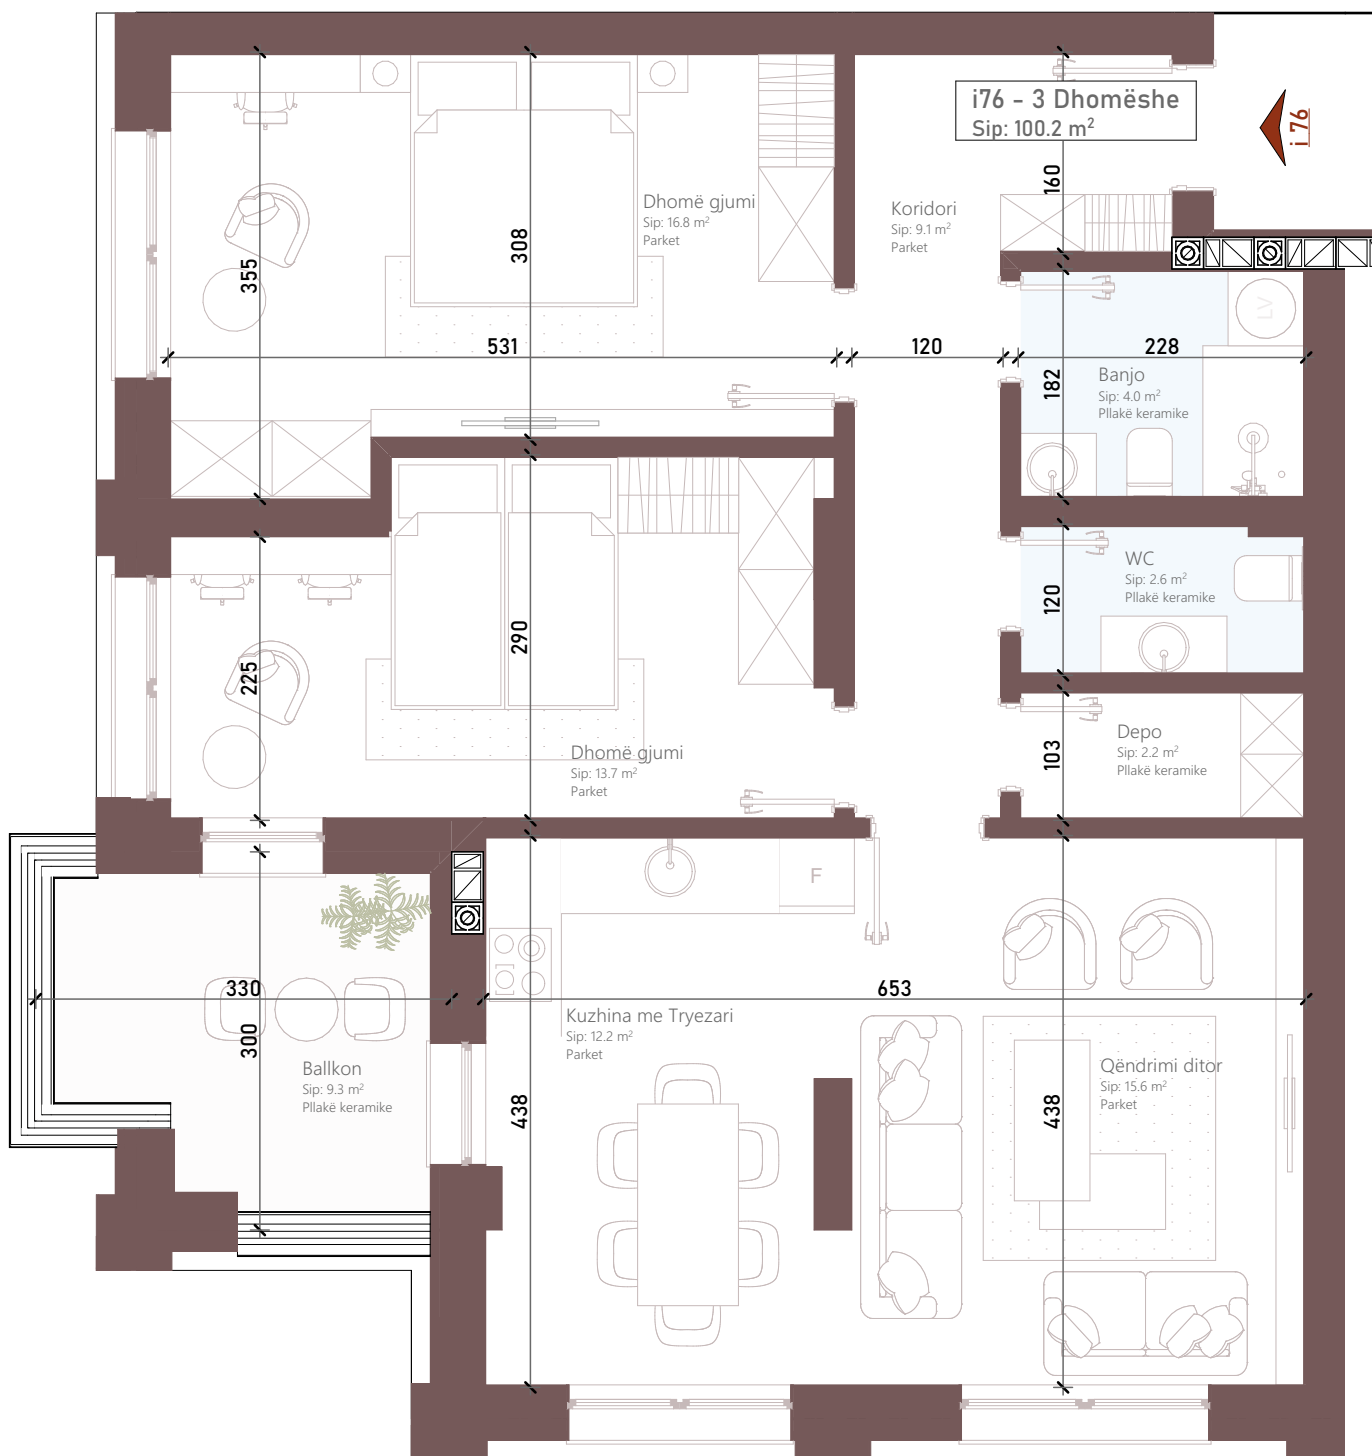 i76 - 3 Dhomëshe
Sip: 100.2 m²
i 76
160
Dhomë gjumi
Sip: 16.8 m²
Parket
Koridori
Sip: 9.1 m²
Parket
308
355
531
120
228
LV
Banjo
Sip: 4.0 m²
Pllakë keramike
182
WC
Sip: 2.6 m²
Pllakë keramike
120
290
225
Dhomë gjumi
Sip: 13.7 m²
Parket
Depo
Sip: 2.2 m²
Pllakë keramike
103
F
330
653
300
Kuzhina me Tryezari
Sip: 12.2 m²
Parket
Ballkon
Sip: 9.3 m²
Pllakë keramike
Qëndrimi ditor
Sip: 15.6 m²
Parket
438
438